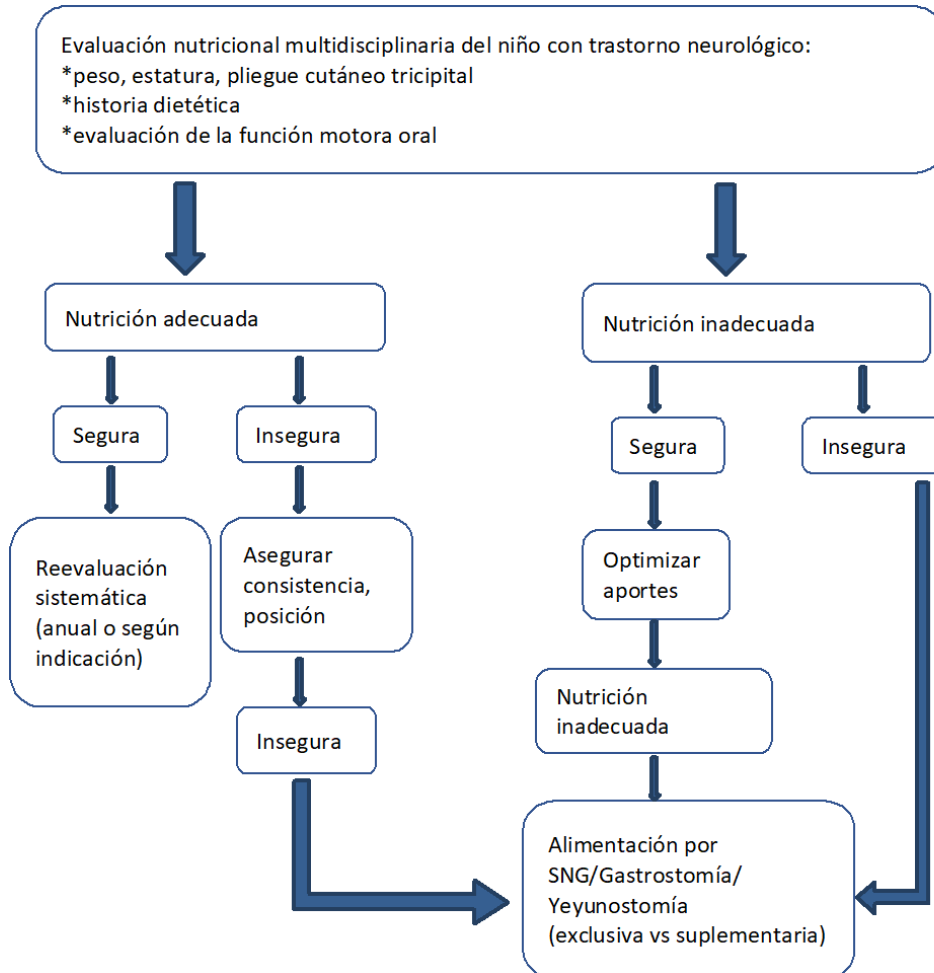 Evaluación nutricional multidisciplinaria del niño con trastorno neurológico:
*peso, estatura, pliegue cutáneo tricipital
*historia dietética
*evaluación de la función motora oral
Nutrición adecuada
Nutrición inadecuada
Segura
Insegura
Segura
Insegura
Reevaluación
sistemática
(anual o según
indicación)
Asegurar
consistencia,
posición
Optimizar
aportes
Insegura
Nutrición
inadecuada
Alimentación por
SNG/Gastrostomía/
Yeyunostomía
(exclusiva vs suplementaria)